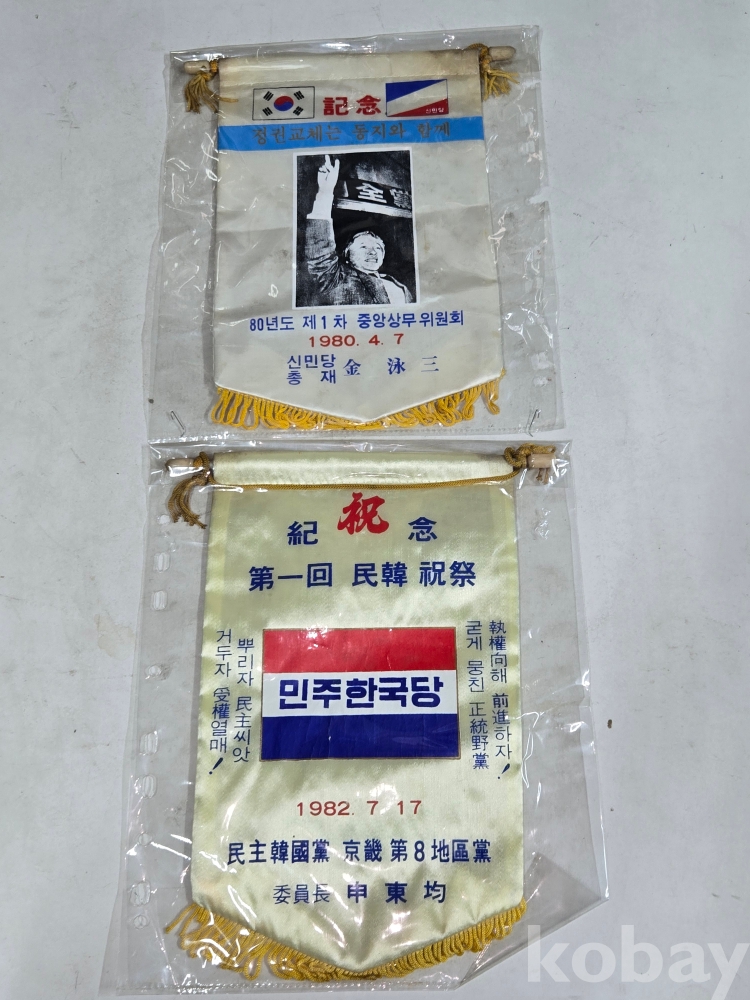 記念
신민당
정권교체는 동지와 함께
全 黨
80년도 제1차 중앙상무위원회
1980. 4. 7
신민당
총재 金泳三
祝
紀 念
第一回 民韓 祝祭
執權向해 前進하자!
굳게 뭉친 正統野黨
뿌리자 民主씨앗
거두자 受權열매!
민주한국당
1982. 7. 17
民主韓國黨 京畿 第8地區黨
委員長 申東均
kobay